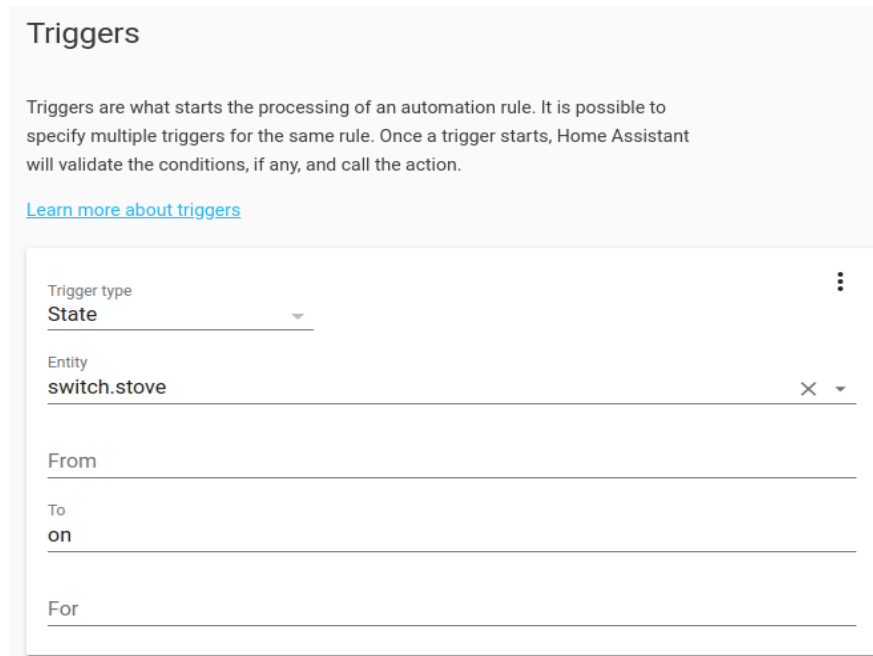 Triggers
Triggers are what starts the processing of an automation rule. It is possible to
specify multiple triggers for the same rule. Once a trigger starts, Home Assistant
will validate the conditions, if any, and call the action.
Learn more about triggers
Trigger type
State
Entity
switch.stove
From
To
on
For